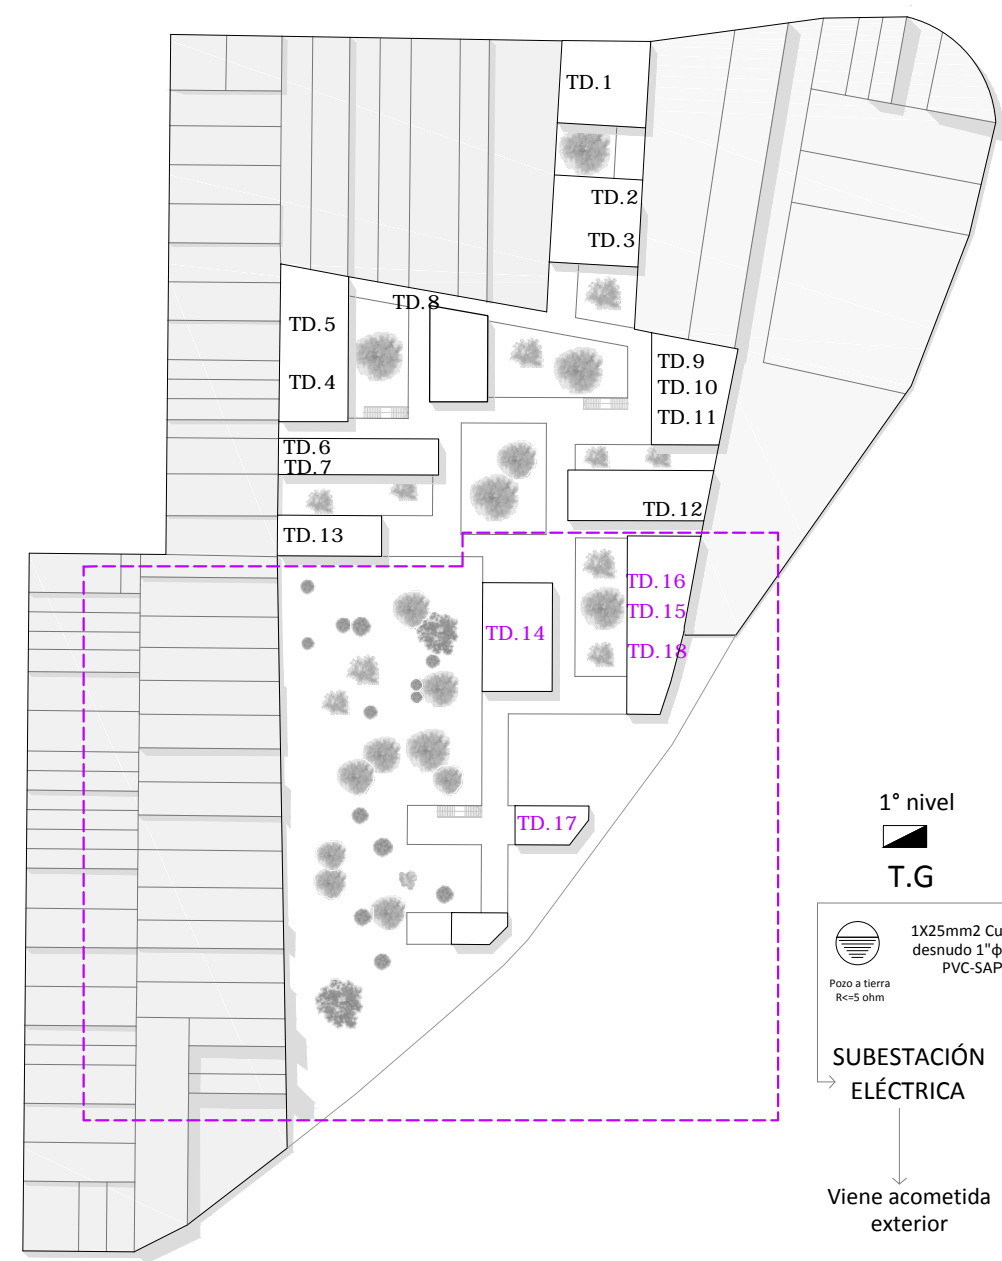 TD.1
TD.2
TD.3
TD.8
TD.5
TD.4
TD.9
TD.10
TD.11
TD.6
TD.7
TD.12
TD.13
TD.16
TD.15
TD.14
TD.18
TD.17
1° nivel
T.G
1X25mm2 Cu
desnudo 1"ϕ
PVC-SAP
Pozo a tierra
R<=5 ohm
SUBESTACIÓN
ELÉCTRICA
Viene acometida
exterior